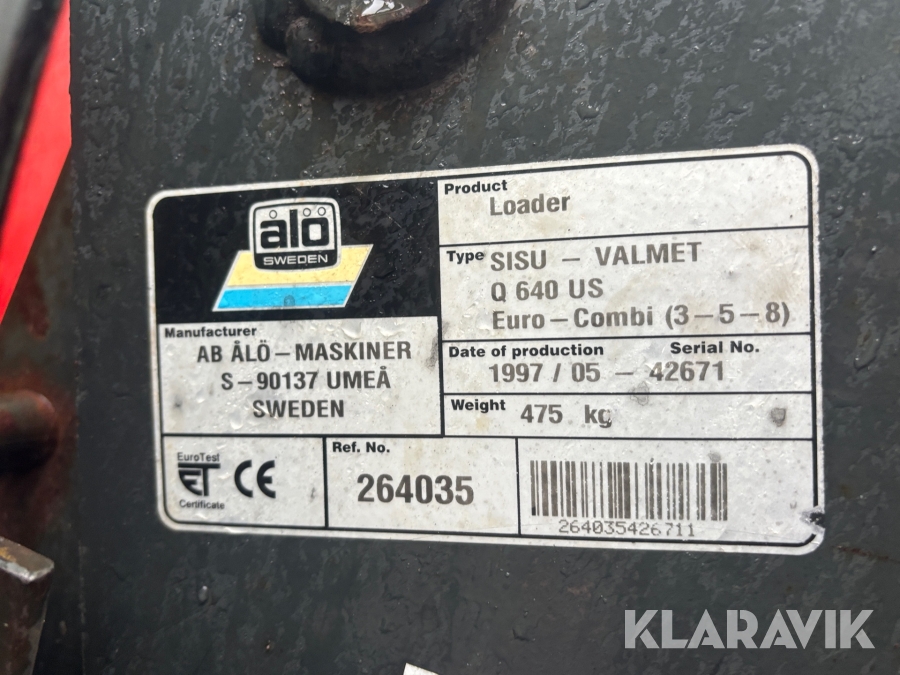 älö
SWEDEN
Product
Loader
Type SISU - VALMET
Q 640 US
Euro-Combi (3-5-8)
Manufacturer
AB ÅLÖ-MASKINER
S-90137 UMEÅ
SWEDEN
Date of production Serial No.
1997 / 05 - 42671
Weight 475 kg
EuroTest
ET CE
Certificate
Ref. No.
264035
264035426711
KLARAVIK